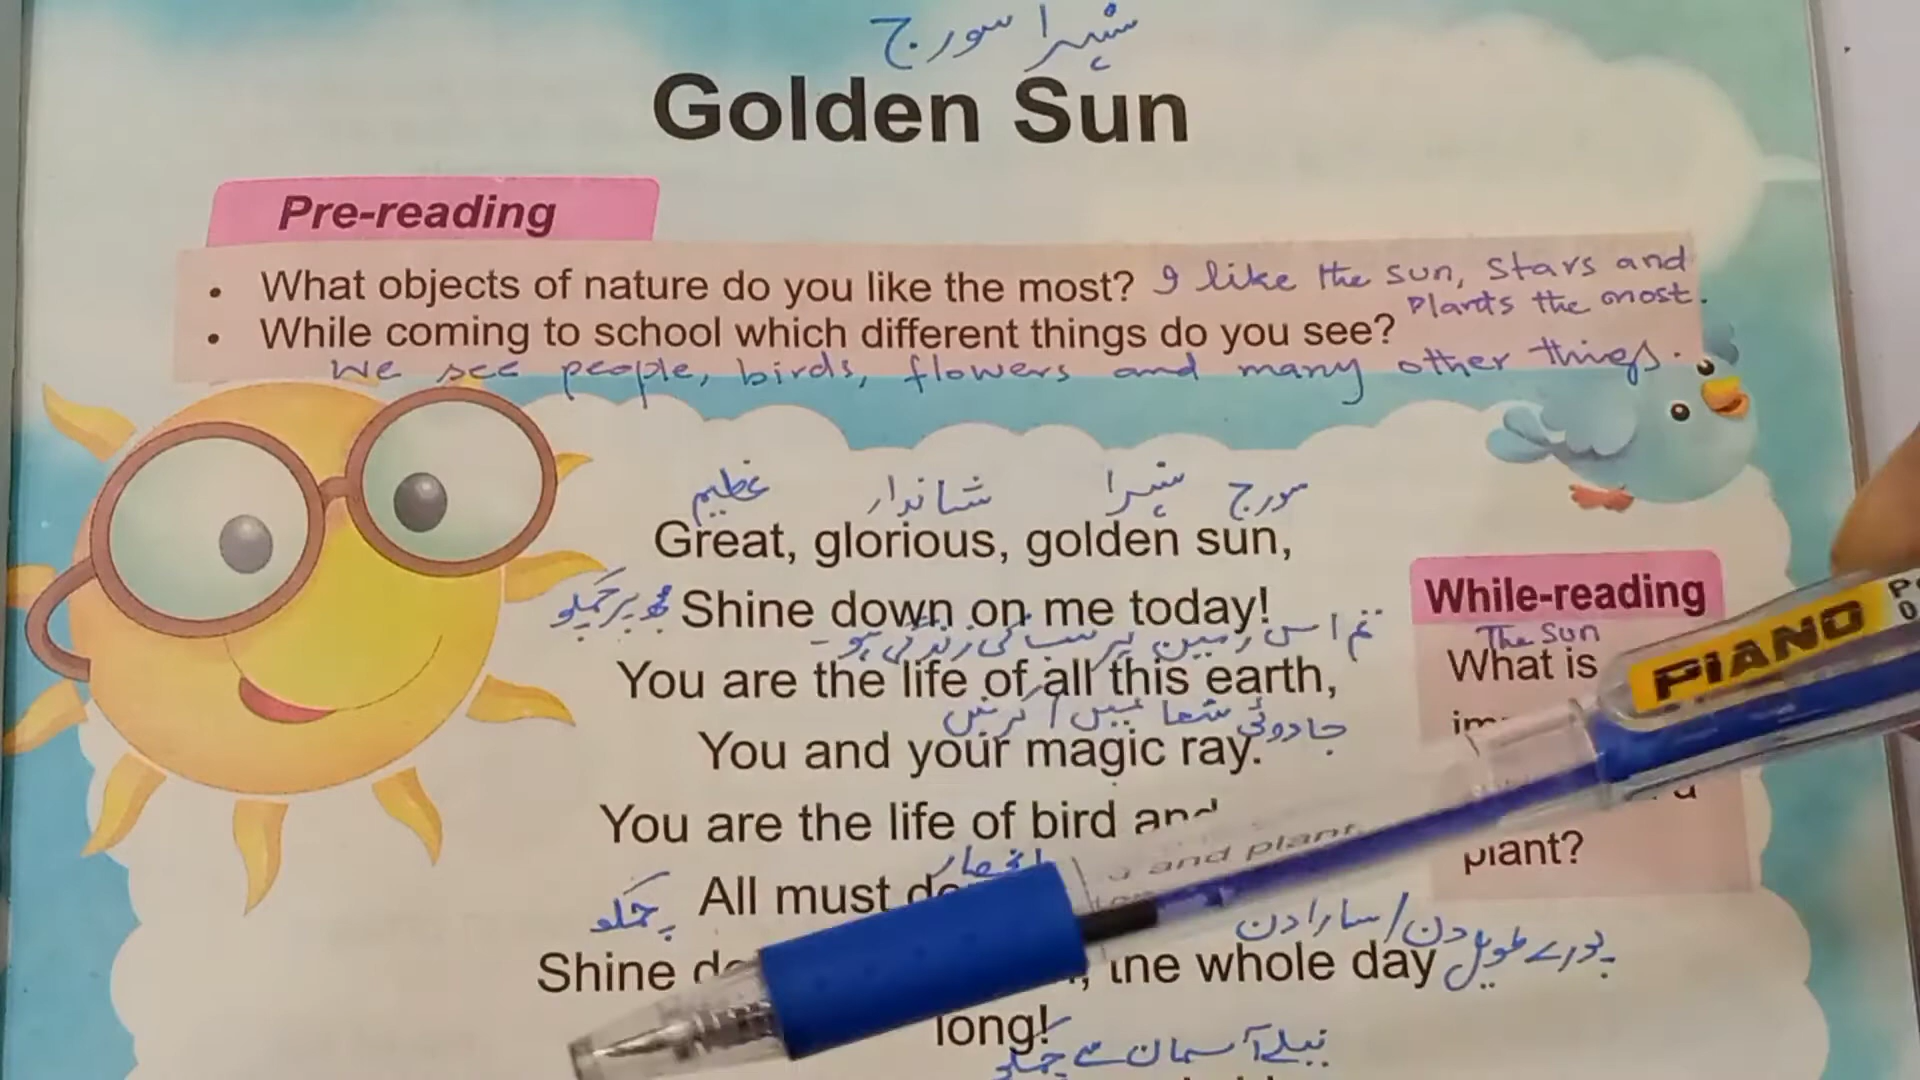 سنہرا سورج
Golden Sun
Pre-reading
• What objects of nature do you like the most? I like the sun, stars and
plants the most.
• While coming to school which different things do you see?
We see people, birds, flowers and many other things.
عظیم شاندار سنہرا سورج
Great, glorious, golden sun,
مجھ پر چمکو Shine down on me today!
تم اس زمین پر سب کی زندگی ہو۔
You are the life of all this earth,
جادوئی شعاعیں / کرنیں
You and your magic ray.
You are the life of bird and
انحصار
چمکو All must
Shine the whole day
پورے طویل دن / سارا دن
long!
نیلے آسمان سے چمکو
While-reading
The Sun
What is
plant?
PIANO
and plant